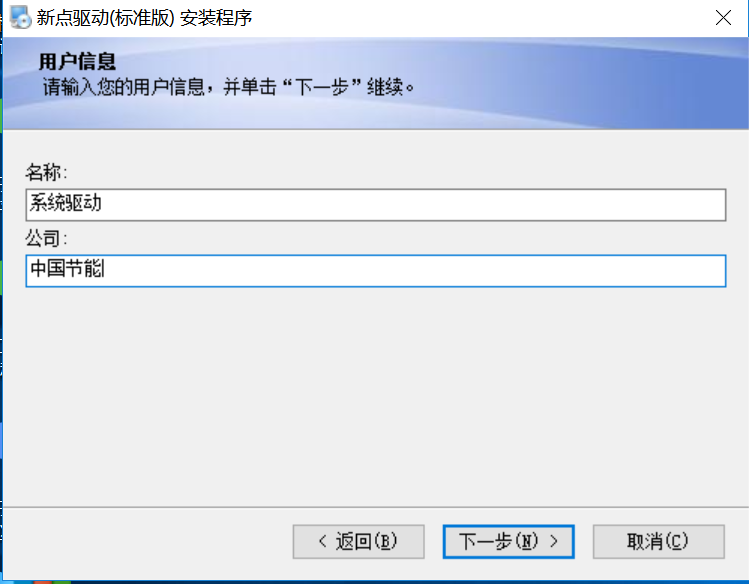 新点驱动(标准版) 安装程序
用户信息
请输入您的用户信息，并单击“下一步”继续。
名称:
系统驱动
公司:
中国节能
< 返回(B)
下一步(N) >
取消(C)